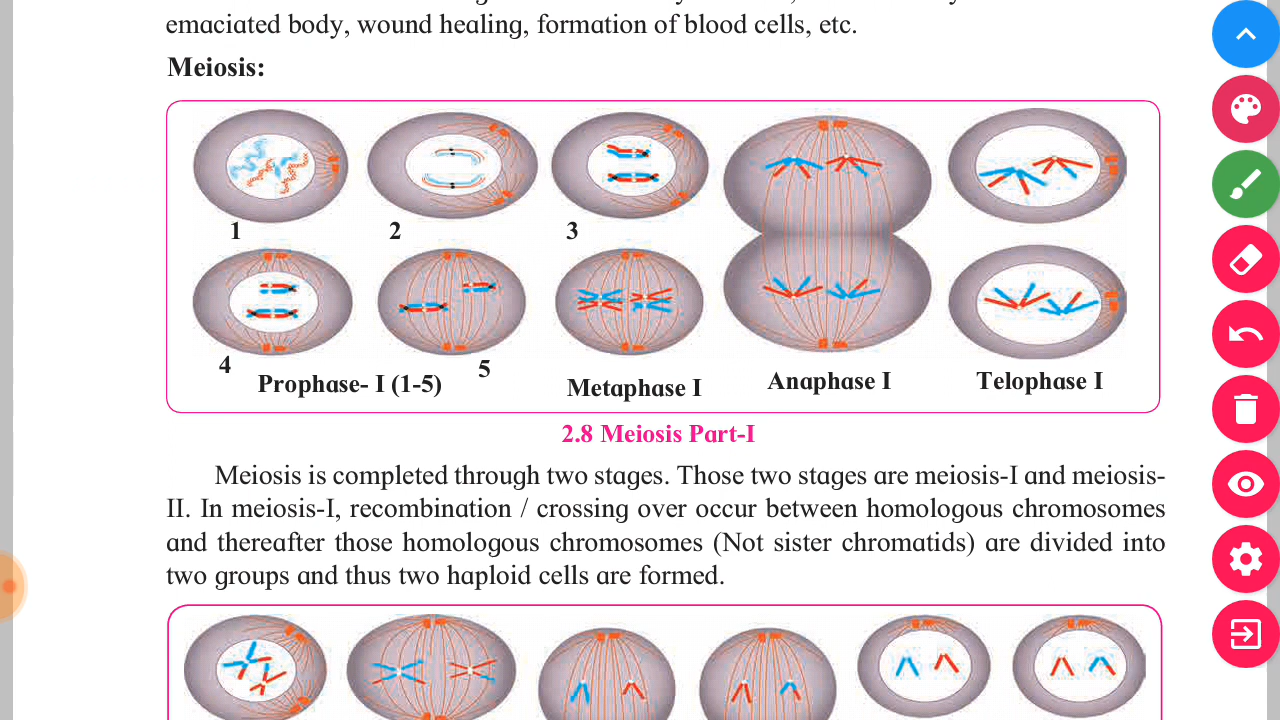 emaciated body, wound healing, formation of blood cells, etc.
Meiosis:
1
2
3
4
5
Prophase- I (1-5)
Metaphase I
Anaphase I
Telophase I
2.8 Meiosis Part-I
Meiosis is completed through two stages. Those two stages are meiosis-I and meiosis-
II. In meiosis-I, recombination / crossing over occur between homologous chromosomes
and thereafter those homologous chromosomes (Not sister chromatids) are divided into
two groups and thus two haploid cells are formed.